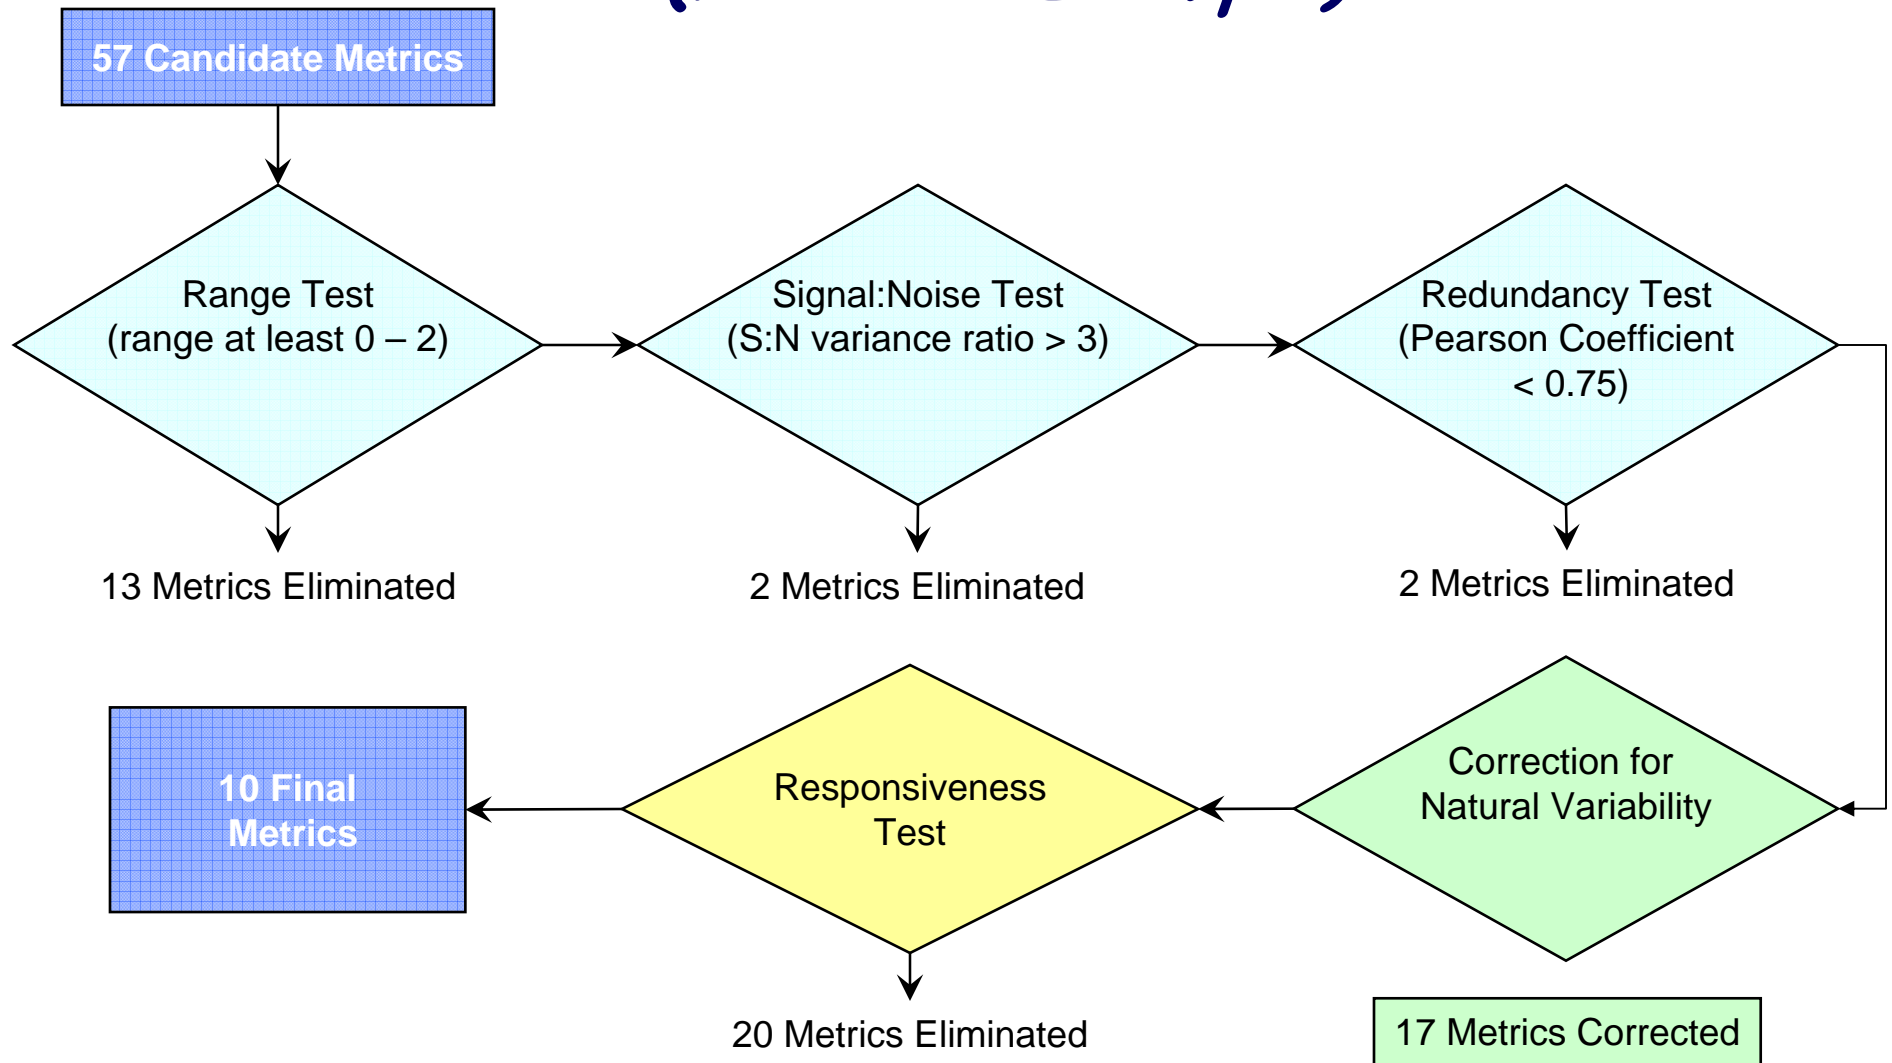 57 Candidate Metrics
Range Test
(range at least 0 – 2)
Signal:Noise Test
(S:N variance ratio > 3)
Redundancy Test
(Pearson Coefficient
< 0.75)
13 Metrics Eliminated
2 Metrics Eliminated
2 Metrics Eliminated
10 Final
Metrics
Responsiveness
Test
Correction for
Natural Variability
20 Metrics Eliminated
17 Metrics Corrected